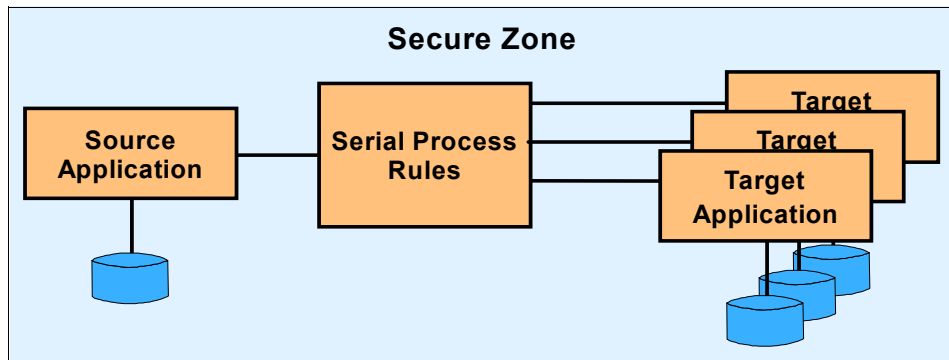 Secure Zone
Source
Application
Serial Process
Rules
Target
Target
Target
Application